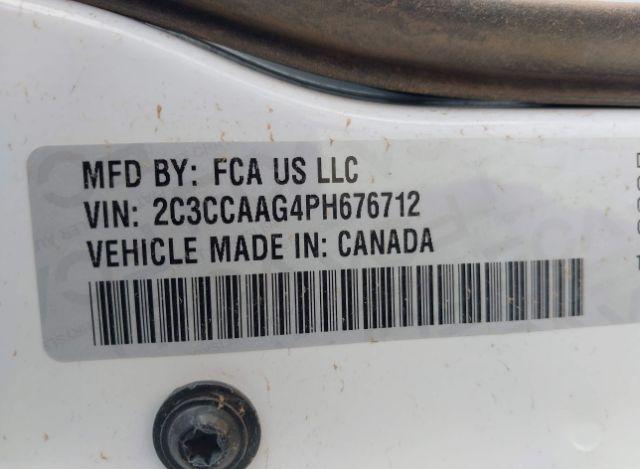 MFD BY: FCA US LLC
VIN: 2C3CCAAG4PH676712
VEHICLE MADE IN: CANADA